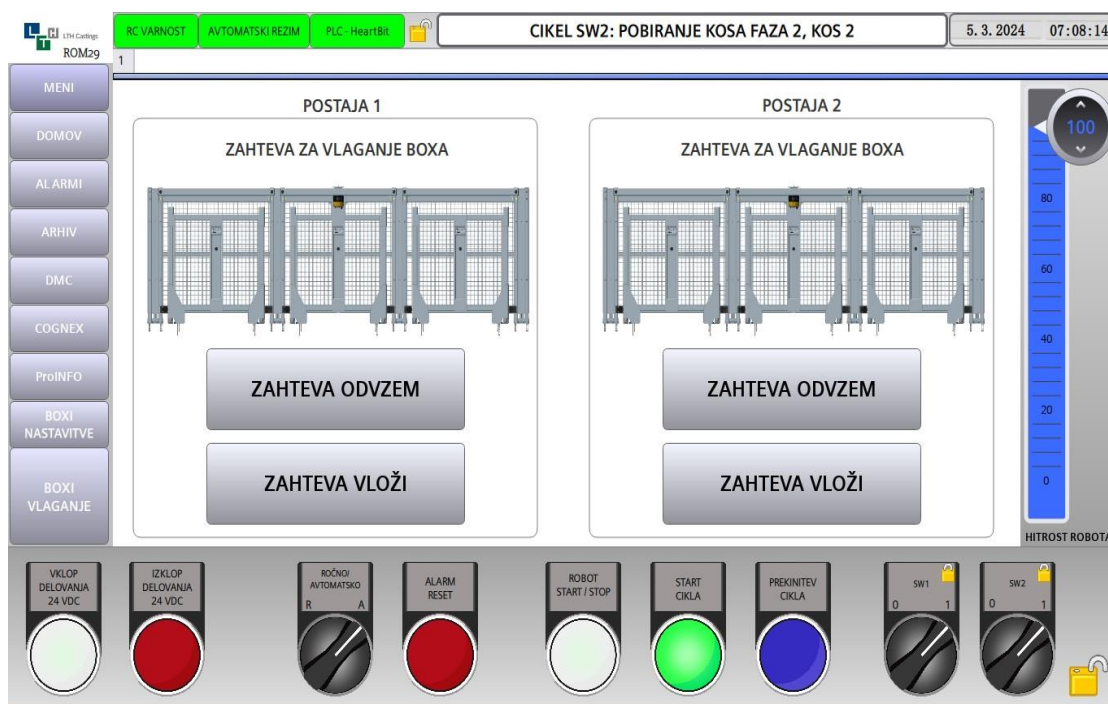 L H LTH Castings
T
ROM29
RC VARNOST
AVTOMATSKI REZIM
PLC - HeartBit
CIKEL SW2: POBIRANJE KOSA FAZA 2, KOS 2
5. 3. 2024
07:08:14
1
MENI
DOMOV
ALARMI
ARHIV
DMC
COGNEX
ProINFO
BOXI
NASTAVITVE
BOXI
VLAGANJE
POSTAJA 1
ZAHTEVA ZA VLAGANJE BOXA
ZAHTEVA ODVZEM
ZAHTEVA VLOŽI
POSTAJA 2
ZAHTEVA ZA VLAGANJE BOXA
ZAHTEVA ODVZEM
ZAHTEVA VLOŽI
100
80
60
40
20
0
HITROST ROBOTA
VKLOP
DELOVANJA
24 VDC
IZKLOP
DELOVANJA
24 VDC
ROČNO/
AVTOMATSKO
R A
ALARM
RESET
ROBOT
START / STOP
START
CIKLA
PREKINITEV
CIKLA
SW1
0 1
SW2
0 1